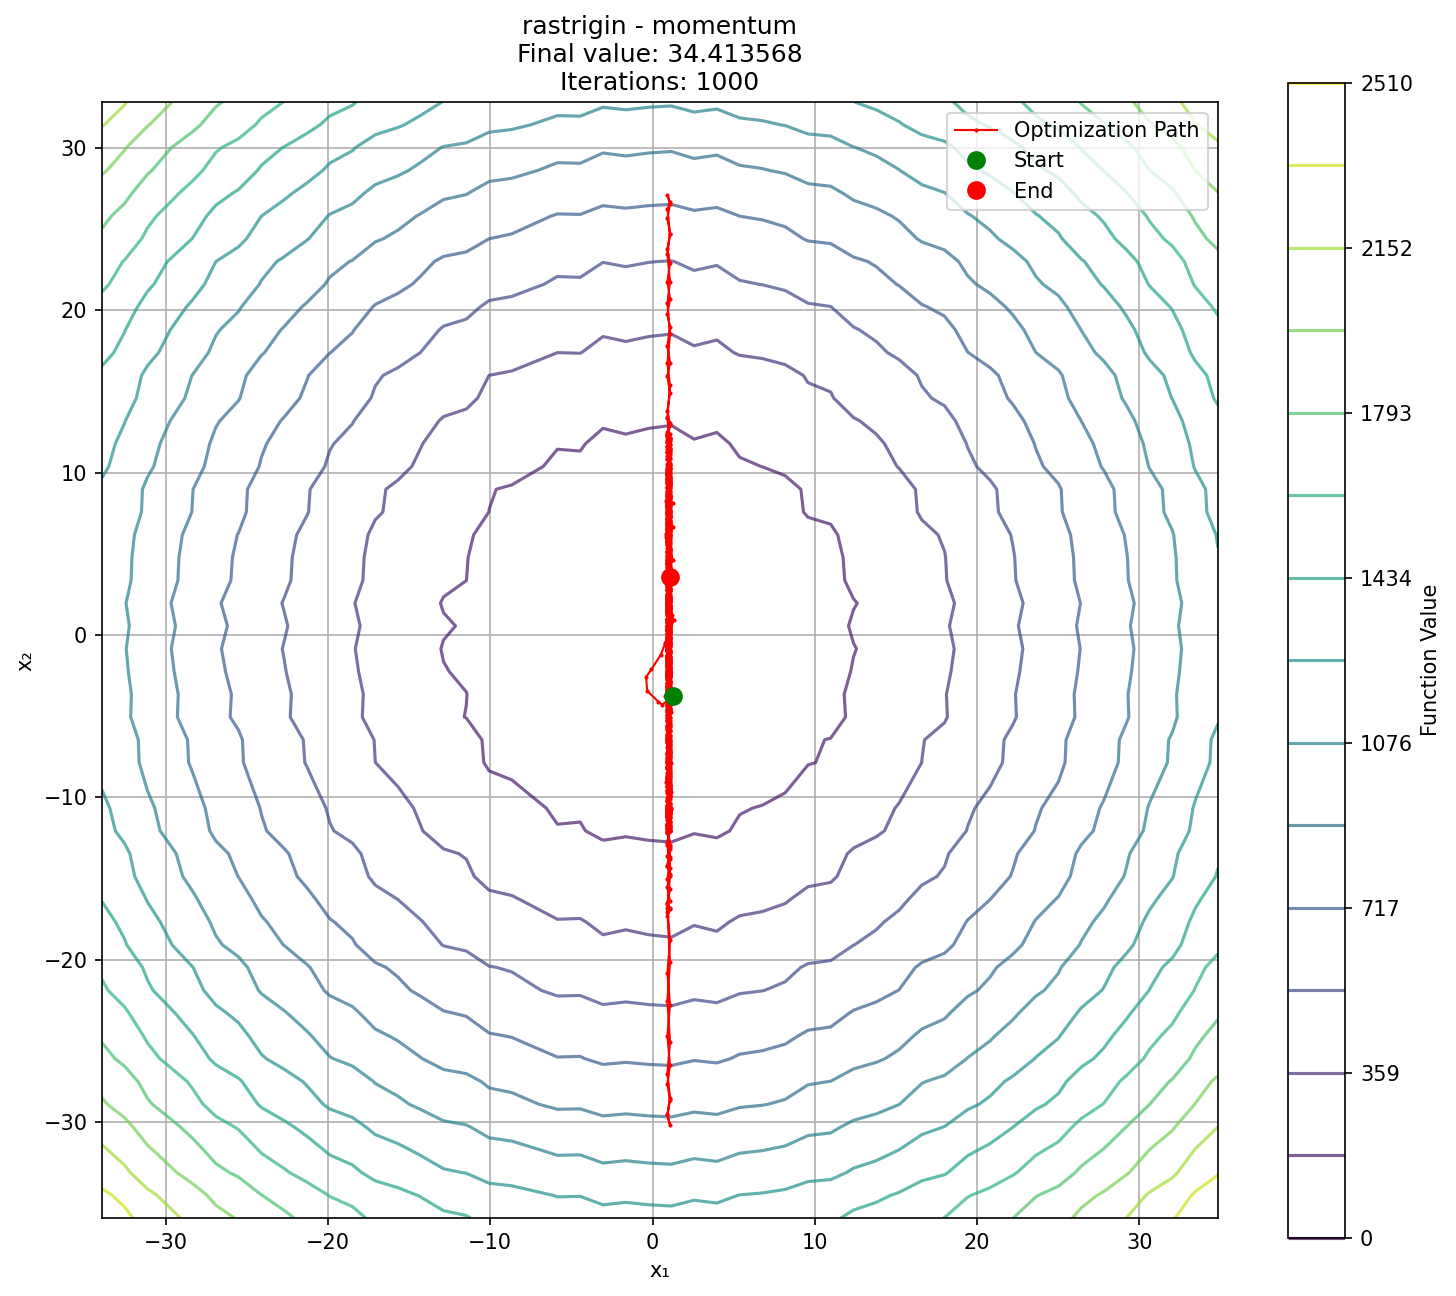 rastrigin - momentum
Final value: 34.413568
Iterations: 1000
Optimization Path
Start
End
30
20
10
0
−10
−20
−30
x₂
−30
−20
−10
0
10
20
30
x₁
2510
2152
1793
1434
1076
717
359
0
Function Value